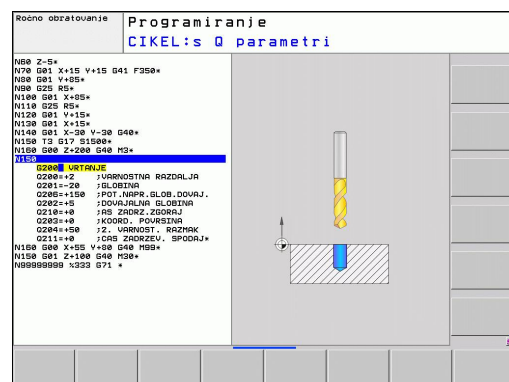 Ročno obratovanje
Programiranje
CIKEL:s Q parametri
N60 Z-5*
N70 G01 X+15 Y+15 G41 F350*
N80 G01 Y+85*
N90 G25 R5*
N100 G01 X+85*
N110 G25 R5*
N120 G01 Y+15*
N130 G01 X+15*
N140 G01 X-30 Y-30 G40*
N150 T3 G17 S1500*
N160 G00 Z+200 G40 M3*
N150
G200 VRTANJE
Q200=+2 ;VARNOSTNA RAZDALJA
Q201=-20 ;GLOBINA
Q206=+150 ;POT.NAPR.GLOB.DOVAJ.
Q202=+5 ;DOVAJALNA GLOBINA
Q210=+0 ;AS ZADRZ.ZGORAJ
Q203=+0 ;KOORD. POVRSINA
Q204=+50 ;2. VARNOST. RAZMAK
Q211=+0 ;CAS ZADRZEV. SPODAJ*
N160 G00 X+55 Y+80 G40 M99*
N150 G01 Z+100 G40 M30*
N99999999 %333 G71 *